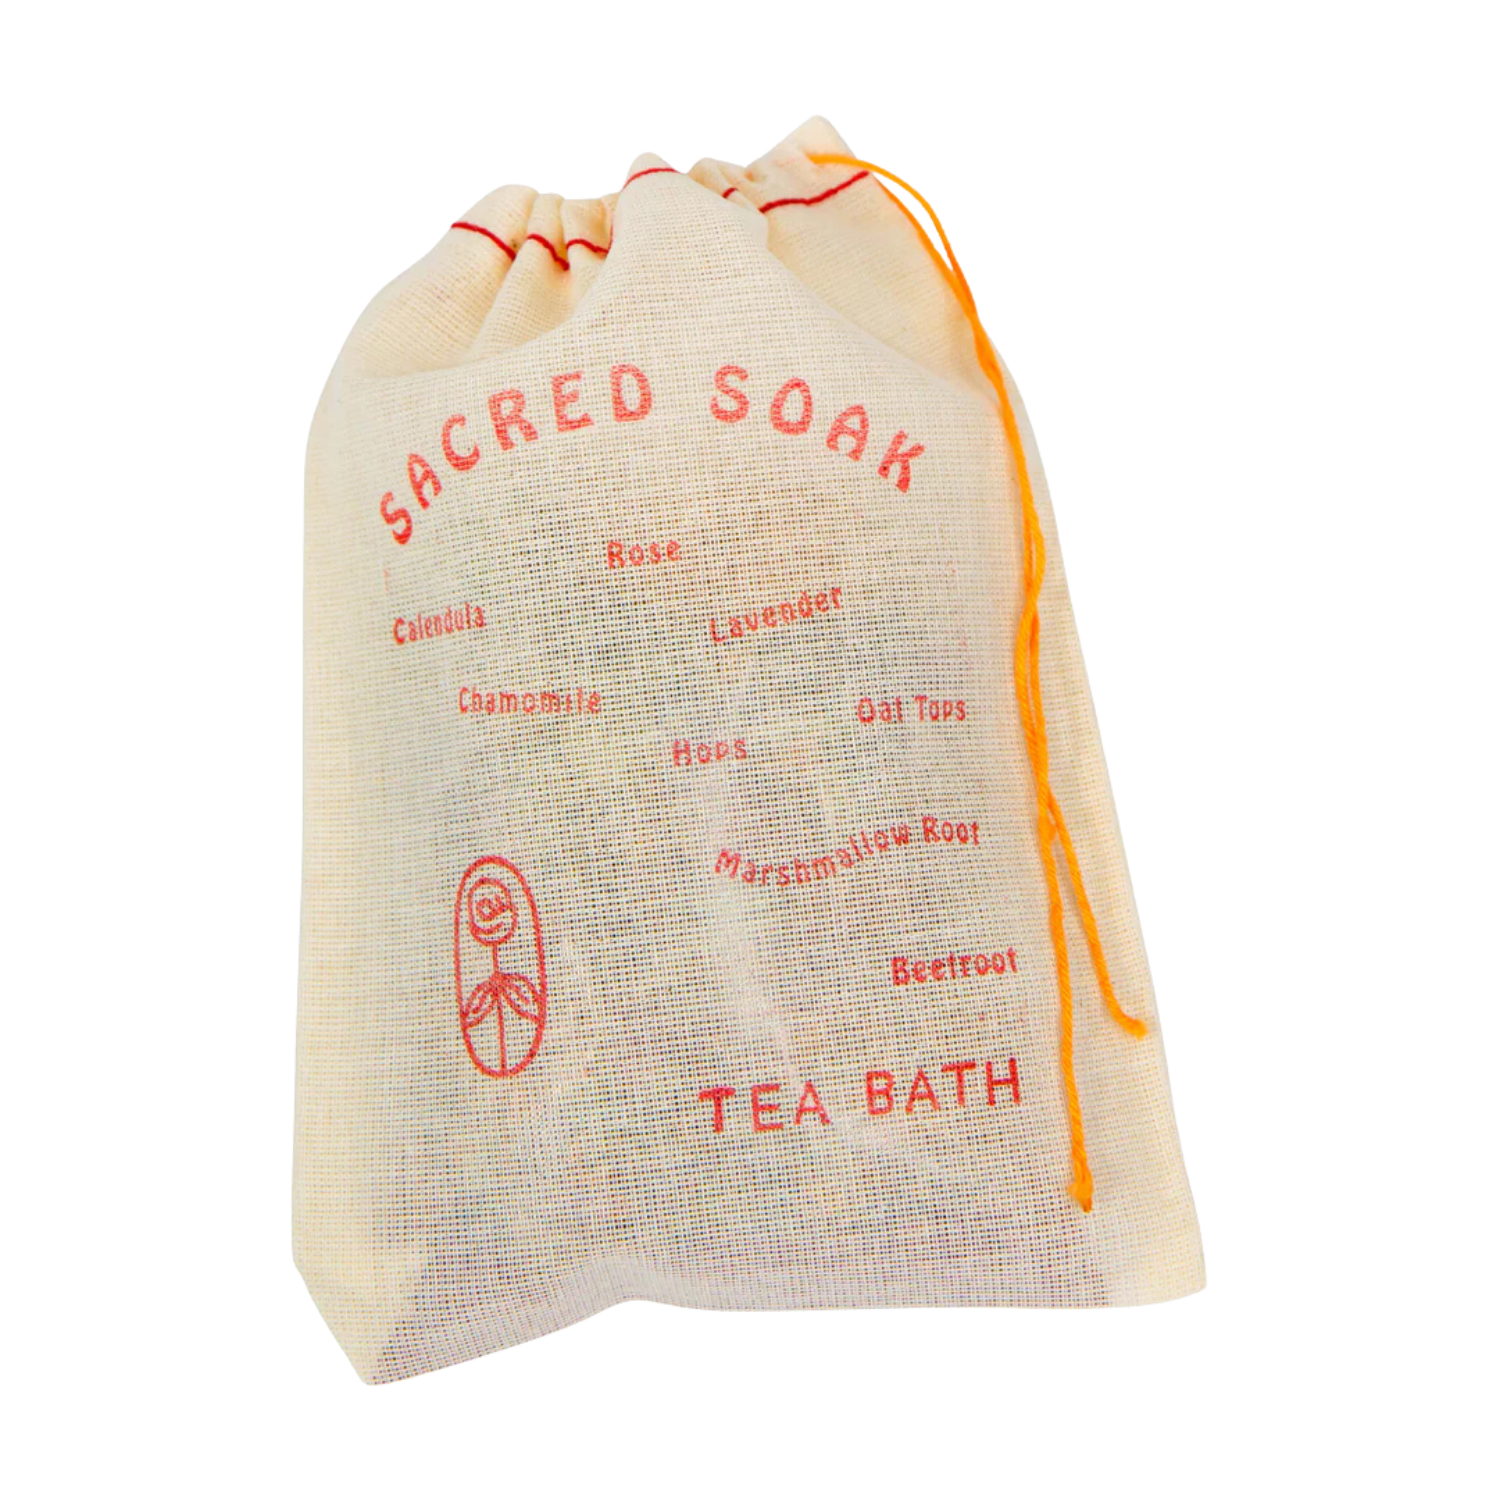 SACRED SOAK
Rose
Calendula
Lavender
Chamomile
Oat Tops
Hops
Marshmallow Root
Beetroot
TEA BATH